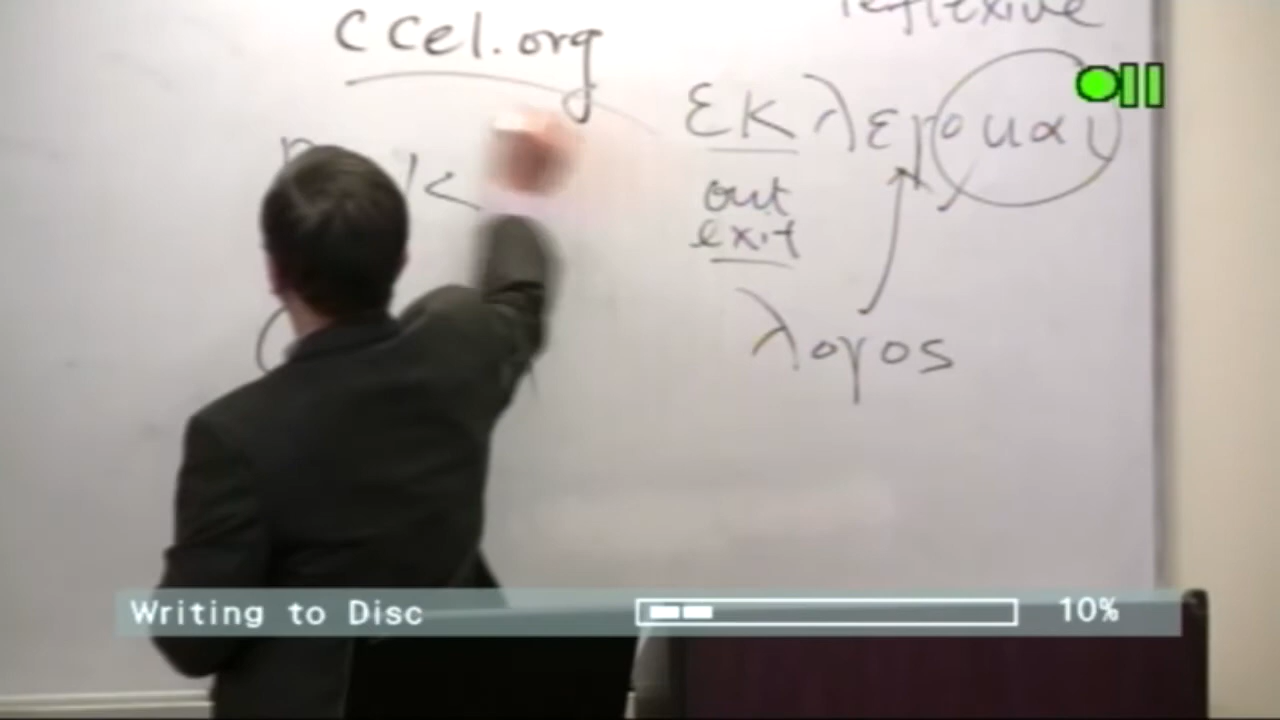 reflexive
ccel.org
εκλεγομαι
out
exit
λογος
Writing to Disc 10%